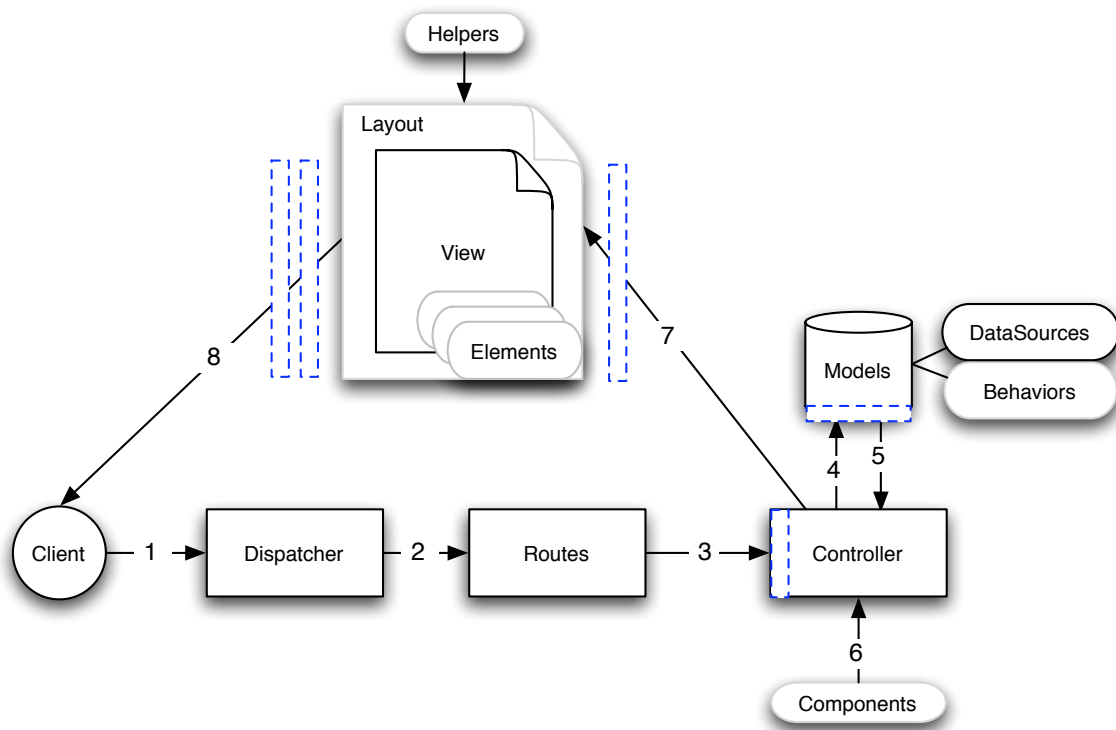 Helpers
Layout
View
Elements
8
7
Models
DataSources
Behaviors
4
5
Client
1
Dispatcher
2
Routes
3
Controller
6
Components